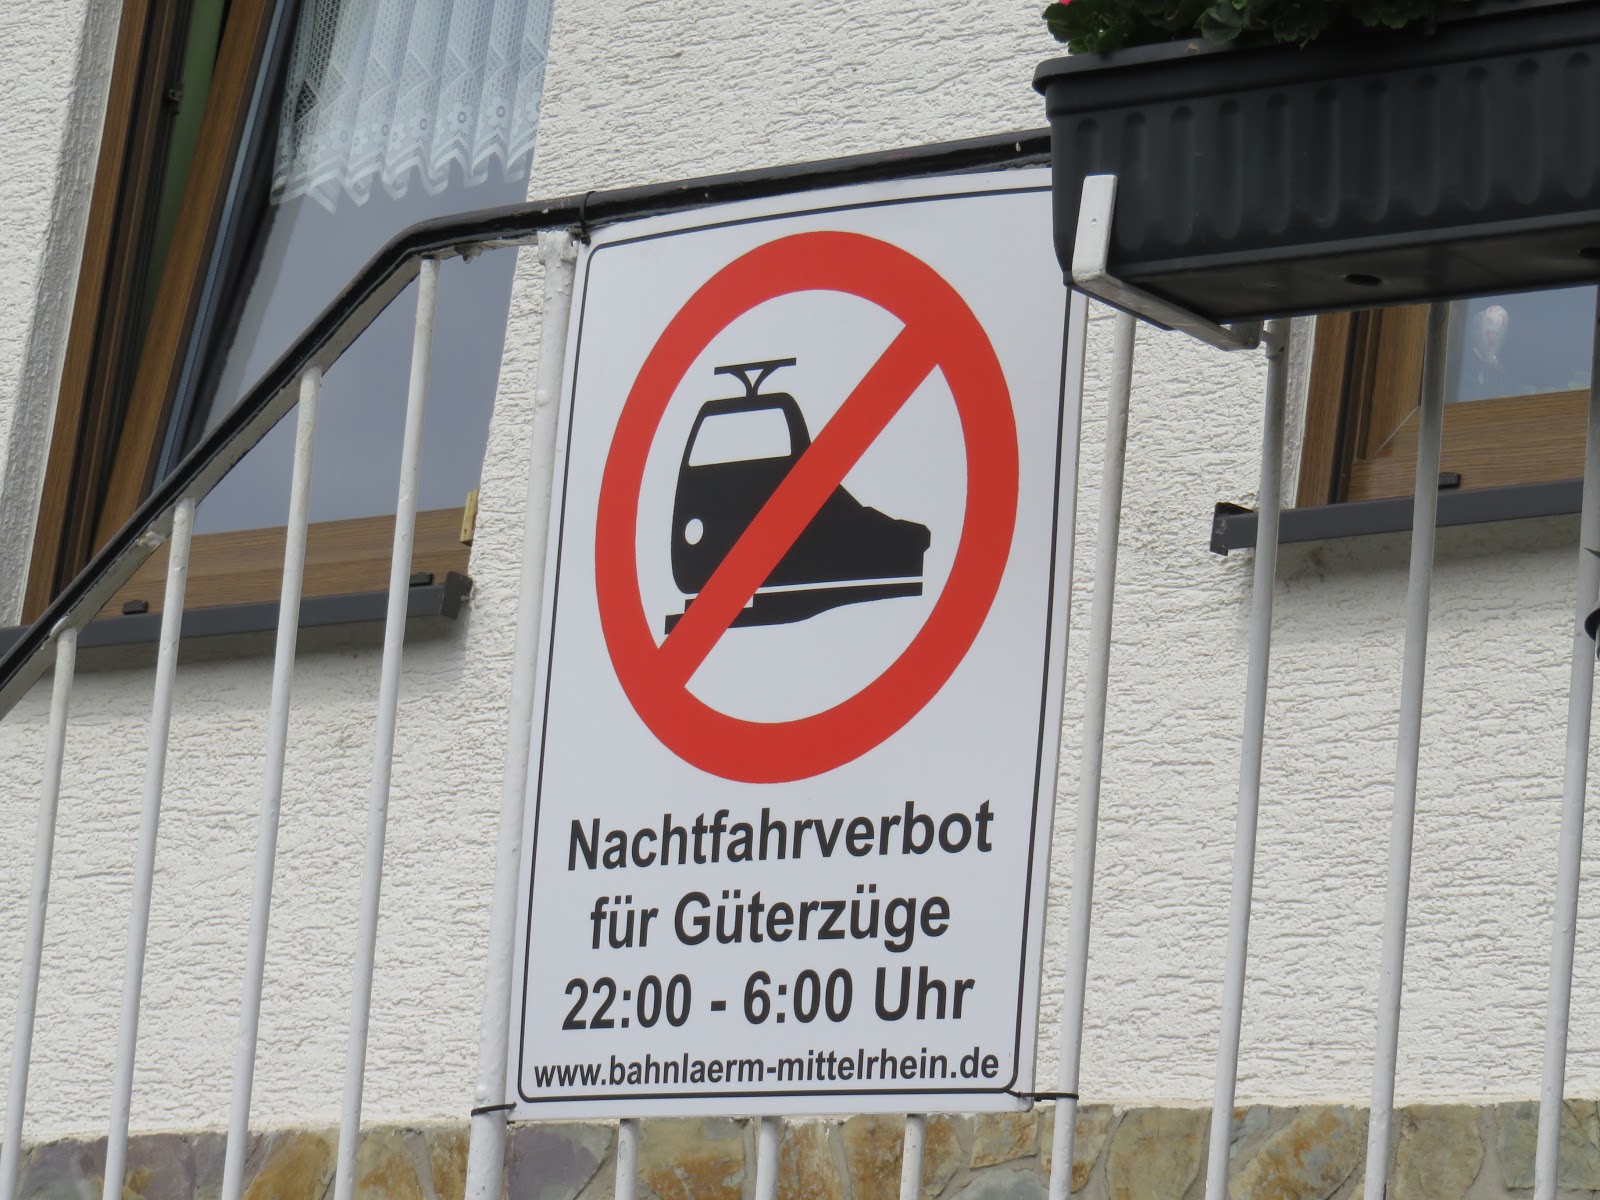 Nachtfahrverbot
für Güterzüge
22:00 - 6:00 Uhr
www.bahnlaerm-mittelrhein.de